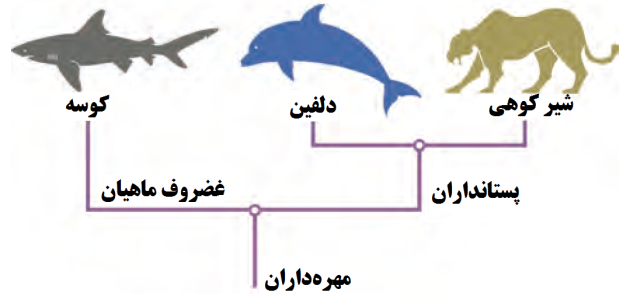 شیر کوهی
دلفین
کوسه
پستانداران
غضروف ماهیان
مهره‌داران